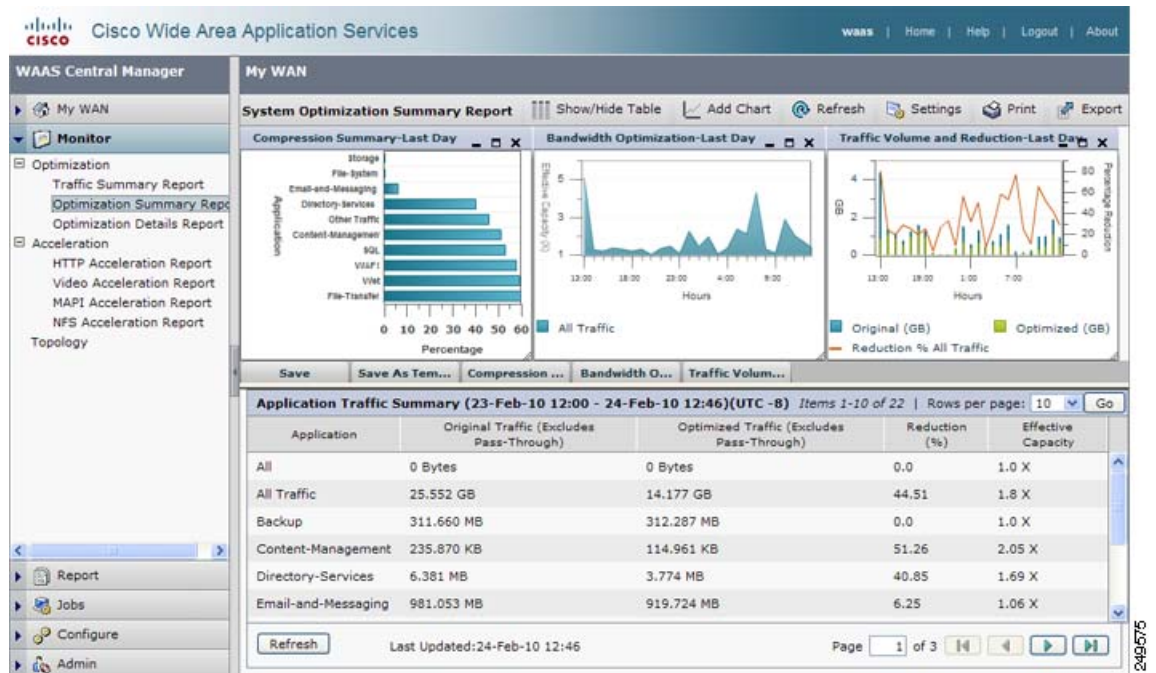 CISCO
Cisco Wide Area Application Services
waas | Home | Help | Logout | About
WAAS Central Manager
My WAN
Monitor
Optimization
Traffic Summary Report
Optimization Summary Repo
Optimization Details Report
Acceleration
HTTP Acceleration Report
Video Acceleration Report
MAPI Acceleration Report
NFS Acceleration Report
Topology
Report
Jobs
Configure
Admin
My WAN
System Optimization Summary Report
Show/Hide Table
Add Chart
Refresh
Settings
Print
Export
Compression Summary-Last Day
Application
Storage
File-System
Email-and-Messaging
Directory-Services
Other Traffic
Content-Management
SQL
WAFS
Web
File-Transfer
0 10 20 30 40 50 60
Percentage
Bandwidth Optimization-Last Day
Effective Capacity (X)
5
3
1
13:00 18:00 23:00 4:00 9:00
Hours
All Traffic
Traffic Volume and Reduction-Last Day
GB
4
2
0
80
60
40
20
0
Percentage Reduction
13:00 19:00 1:00 7:00
Hours
Original (GB)
Optimized (GB)
Reduction % All Traffic
Save
Save As Tem...
Compression ...
Bandwidth O...
Traffic Volum...
Application Traffic Summary (23-Feb-10 12:00 - 24-Feb-10 12:46)(UTC -8) Items 1-10 of 22 | Rows per page: 10 Go
Application
Original Traffic (Excludes Pass-Through)
Optimized Traffic (Excludes Pass-Through)
Reduction (%)
Effective Capacity
All 0 Bytes 0 Bytes 0.0 1.0 X
All Traffic 25.552 GB 14.177 GB 44.51 1.8 X
Backup 311.660 MB 312.287 MB 0.0 1.0 X
Content-Management 235.870 KB 114.961 KB 51.26 2.05 X
Directory-Services 6.381 MB 3.774 MB 40.85 1.69 X
Email-and-Messaging 981.053 MB 919.724 MB 6.25 1.06 X
Refresh
Last Updated:24-Feb-10 12:46
Page 1 of 3
249575